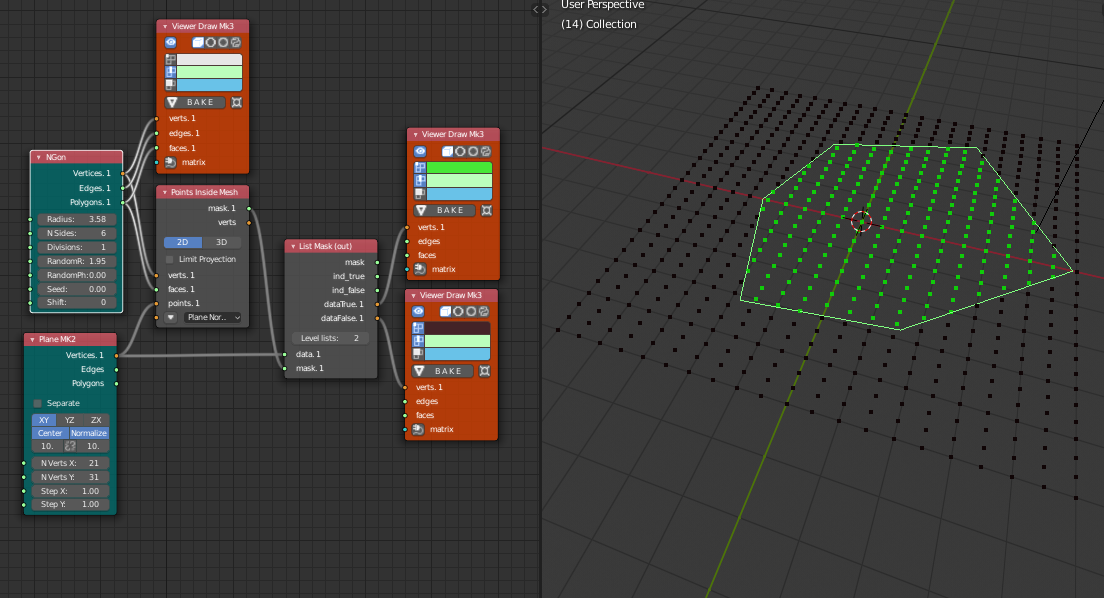 Viewer Draw Mk3
BAKE
verts. 1
edges. 1
faces. 1
matrix
NGon
Vertices. 1
Edges. 1
Polygons. 1
Radius: 3.58
N Sides: 6
Divisions: 1
RandomR: 1.95
RandomPh:0.00
Seed: 0.00
Shift: 0
Points Inside Mesh
mask. 1
verts
2D 3D
Limit Projection
verts. 1
faces. 1
points. 1
Plane Nor...
Plane MK2
Vertices. 1
Edges
Polygons
Separate
XY YZ ZX
Center Normalize
10. 10.
N Verts X: 21
N Verts Y: 31
Step X: 1.00
Step Y: 1.00
List Mask (out)
mask
ind_true
ind_false
dataTrue. 1
dataFalse. 1
Level lists: 2
data. 1
mask. 1
Viewer Draw Mk3
BAKE
verts. 1
edges
faces
matrix
Viewer Draw Mk3
BAKE
verts. 1
edges
faces
matrix
User Perspective
(14) Collection